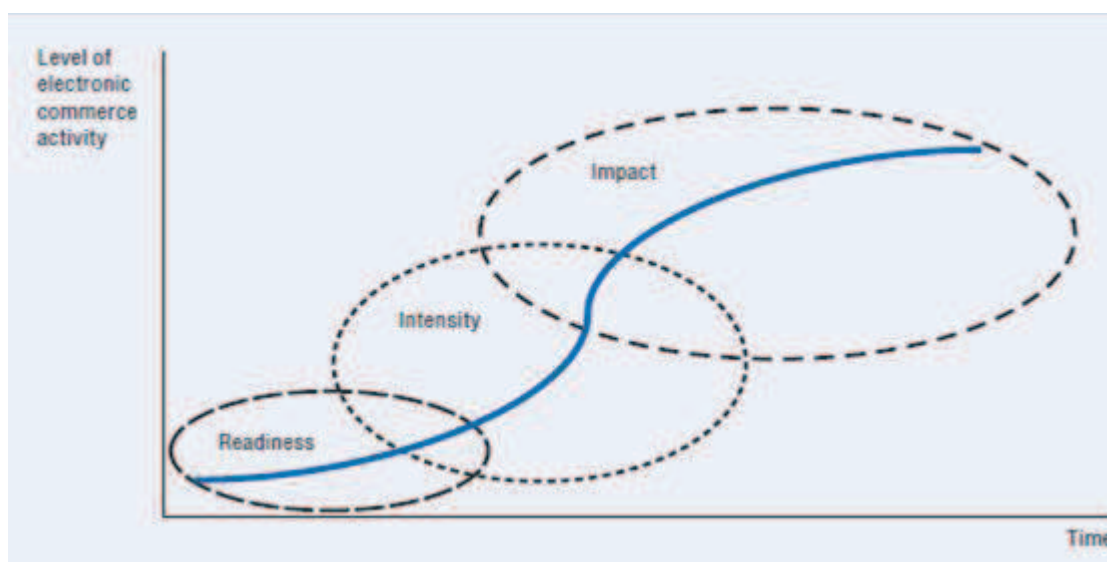 Level of
electronic
commerce
activity
Impact
Intensity
Readiness
Time